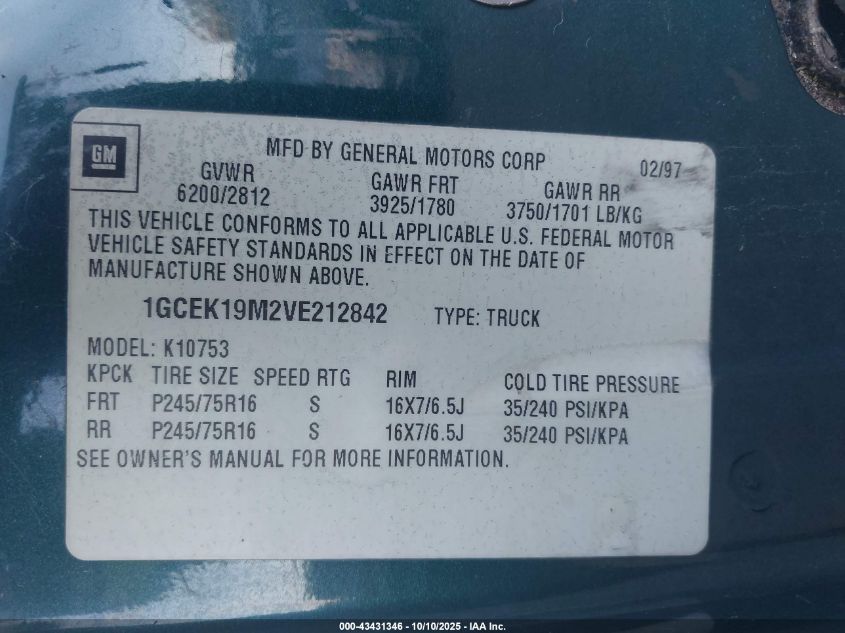 GM
MFD BY GENERAL MOTORS CORP 02/97
GVWR GAWR FRT GAWR RR
6200/2812 3925/1780 3750/1701 LB/KG
THIS VEHICLE CONFORMS TO ALL APPLICABLE U.S. FEDERAL MOTOR
VEHICLE SAFETY STANDARDS IN EFFECT ON THE DATE OF
MANUFACTURE SHOWN ABOVE.
1GCEK19M2VE212842 TYPE: TRUCK
MODEL: K10753
KPCK TIRE SIZE SPEED RTG RIM COLD TIRE PRESSURE
FRT P245/75R16 S 16X7/6.5J 35/240 PSI/KPA
RR P245/75R16 S 16X7/6.5J 35/240 PSI/KPA
SEE OWNER'S MANUAL FOR MORE INFORMATION.
000-43431346 - 10/10/2025 - IAA Inc.